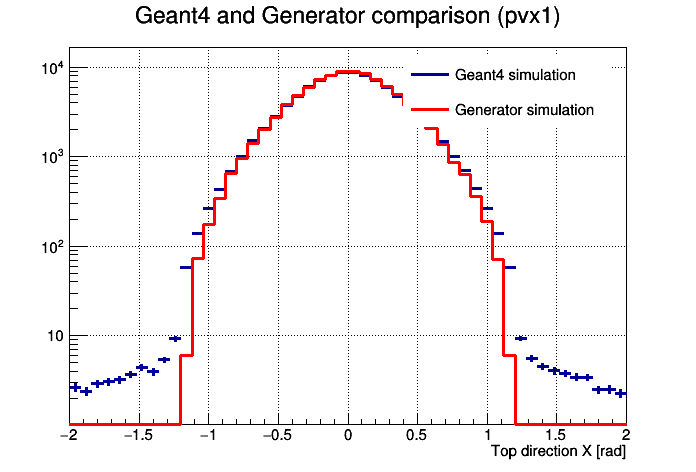 Geant4 and Generator comparison (pvx1)
Geant4 simulation
Generator simulation
10⁴
10³
10²
10
−2 −1.5 −1 −0.5 0 0.5 1 1.5 2
Top direction X [rad]